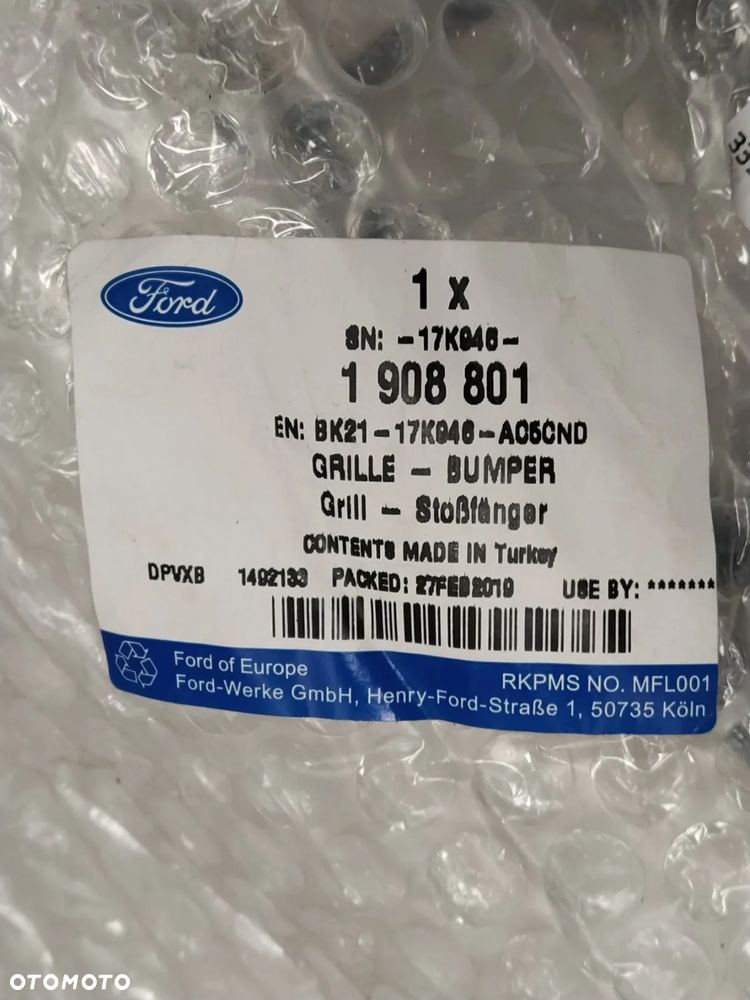 Ford
1 x
SN: -17K946-
1 908 801
EN: BK21-17K946-AC5CND
GRILLE - BUMPER
Grill - Stoßfänger
CONTENTS MADE IN Turkey
DPVXB 1492133 PACKED: 27FEB2019 USE BY: *******
Ford of Europe RKPMS NO. MFL001
Ford-Werke GmbH, Henry-Ford-Straße 1, 50735 Köln
OTOMOTO